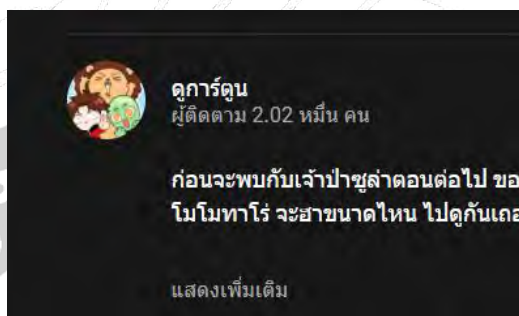 ดูการ์ดูน
ผู้ติดตาม 2.02 หมื่น คน
ก่อนจะพบกับเจ้าป่าซูล่าตอนต่อไป ขอ
โมโมทาโร่ จะฮาขนาดไหน ไปดูกันเถอ
แสดงเพิ่มเติม